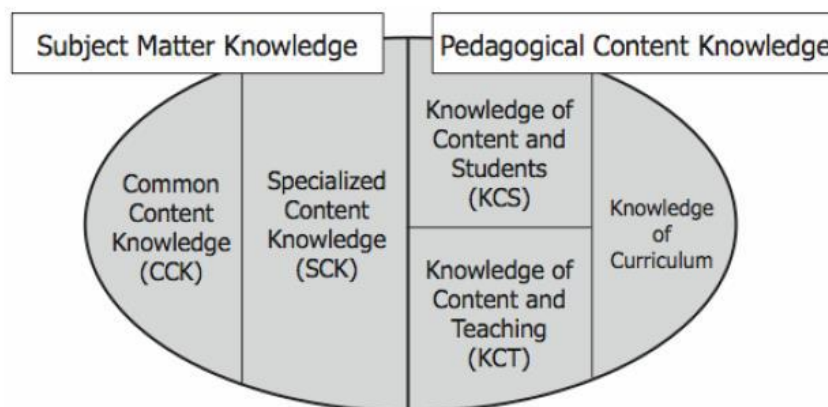 Subject Matter Knowledge
Pedagogical Content Knowledge
Common
Content
Knowledge
(CCK)
Specialized
Content
Knowledge
(SCK)
Knowledge of
Content and
Students
(KCS)
Knowledge of
Content and
Teaching
(KCT)
Knowledge
of
Curriculum